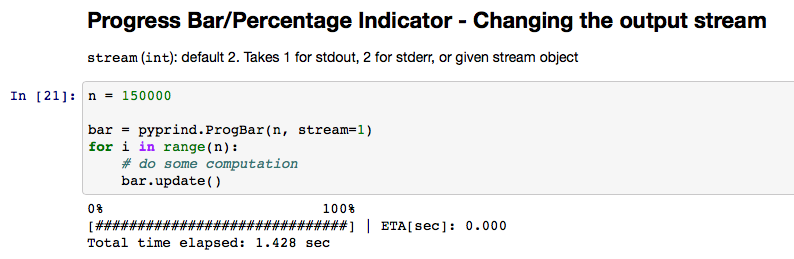 Progress Bar/Percentage Indicator - Changing the output stream
stream (int): default 2. Takes 1 for stdout, 2 for stderr, or given stream object
In [21]: n = 150000
bar = pyprind.ProgBar(n, stream=1)
for i in range(n):
    # do some computation
    bar.update()
0%                          100%
[##############################] | ETA[sec]: 0.000
Total time elapsed: 1.428 sec